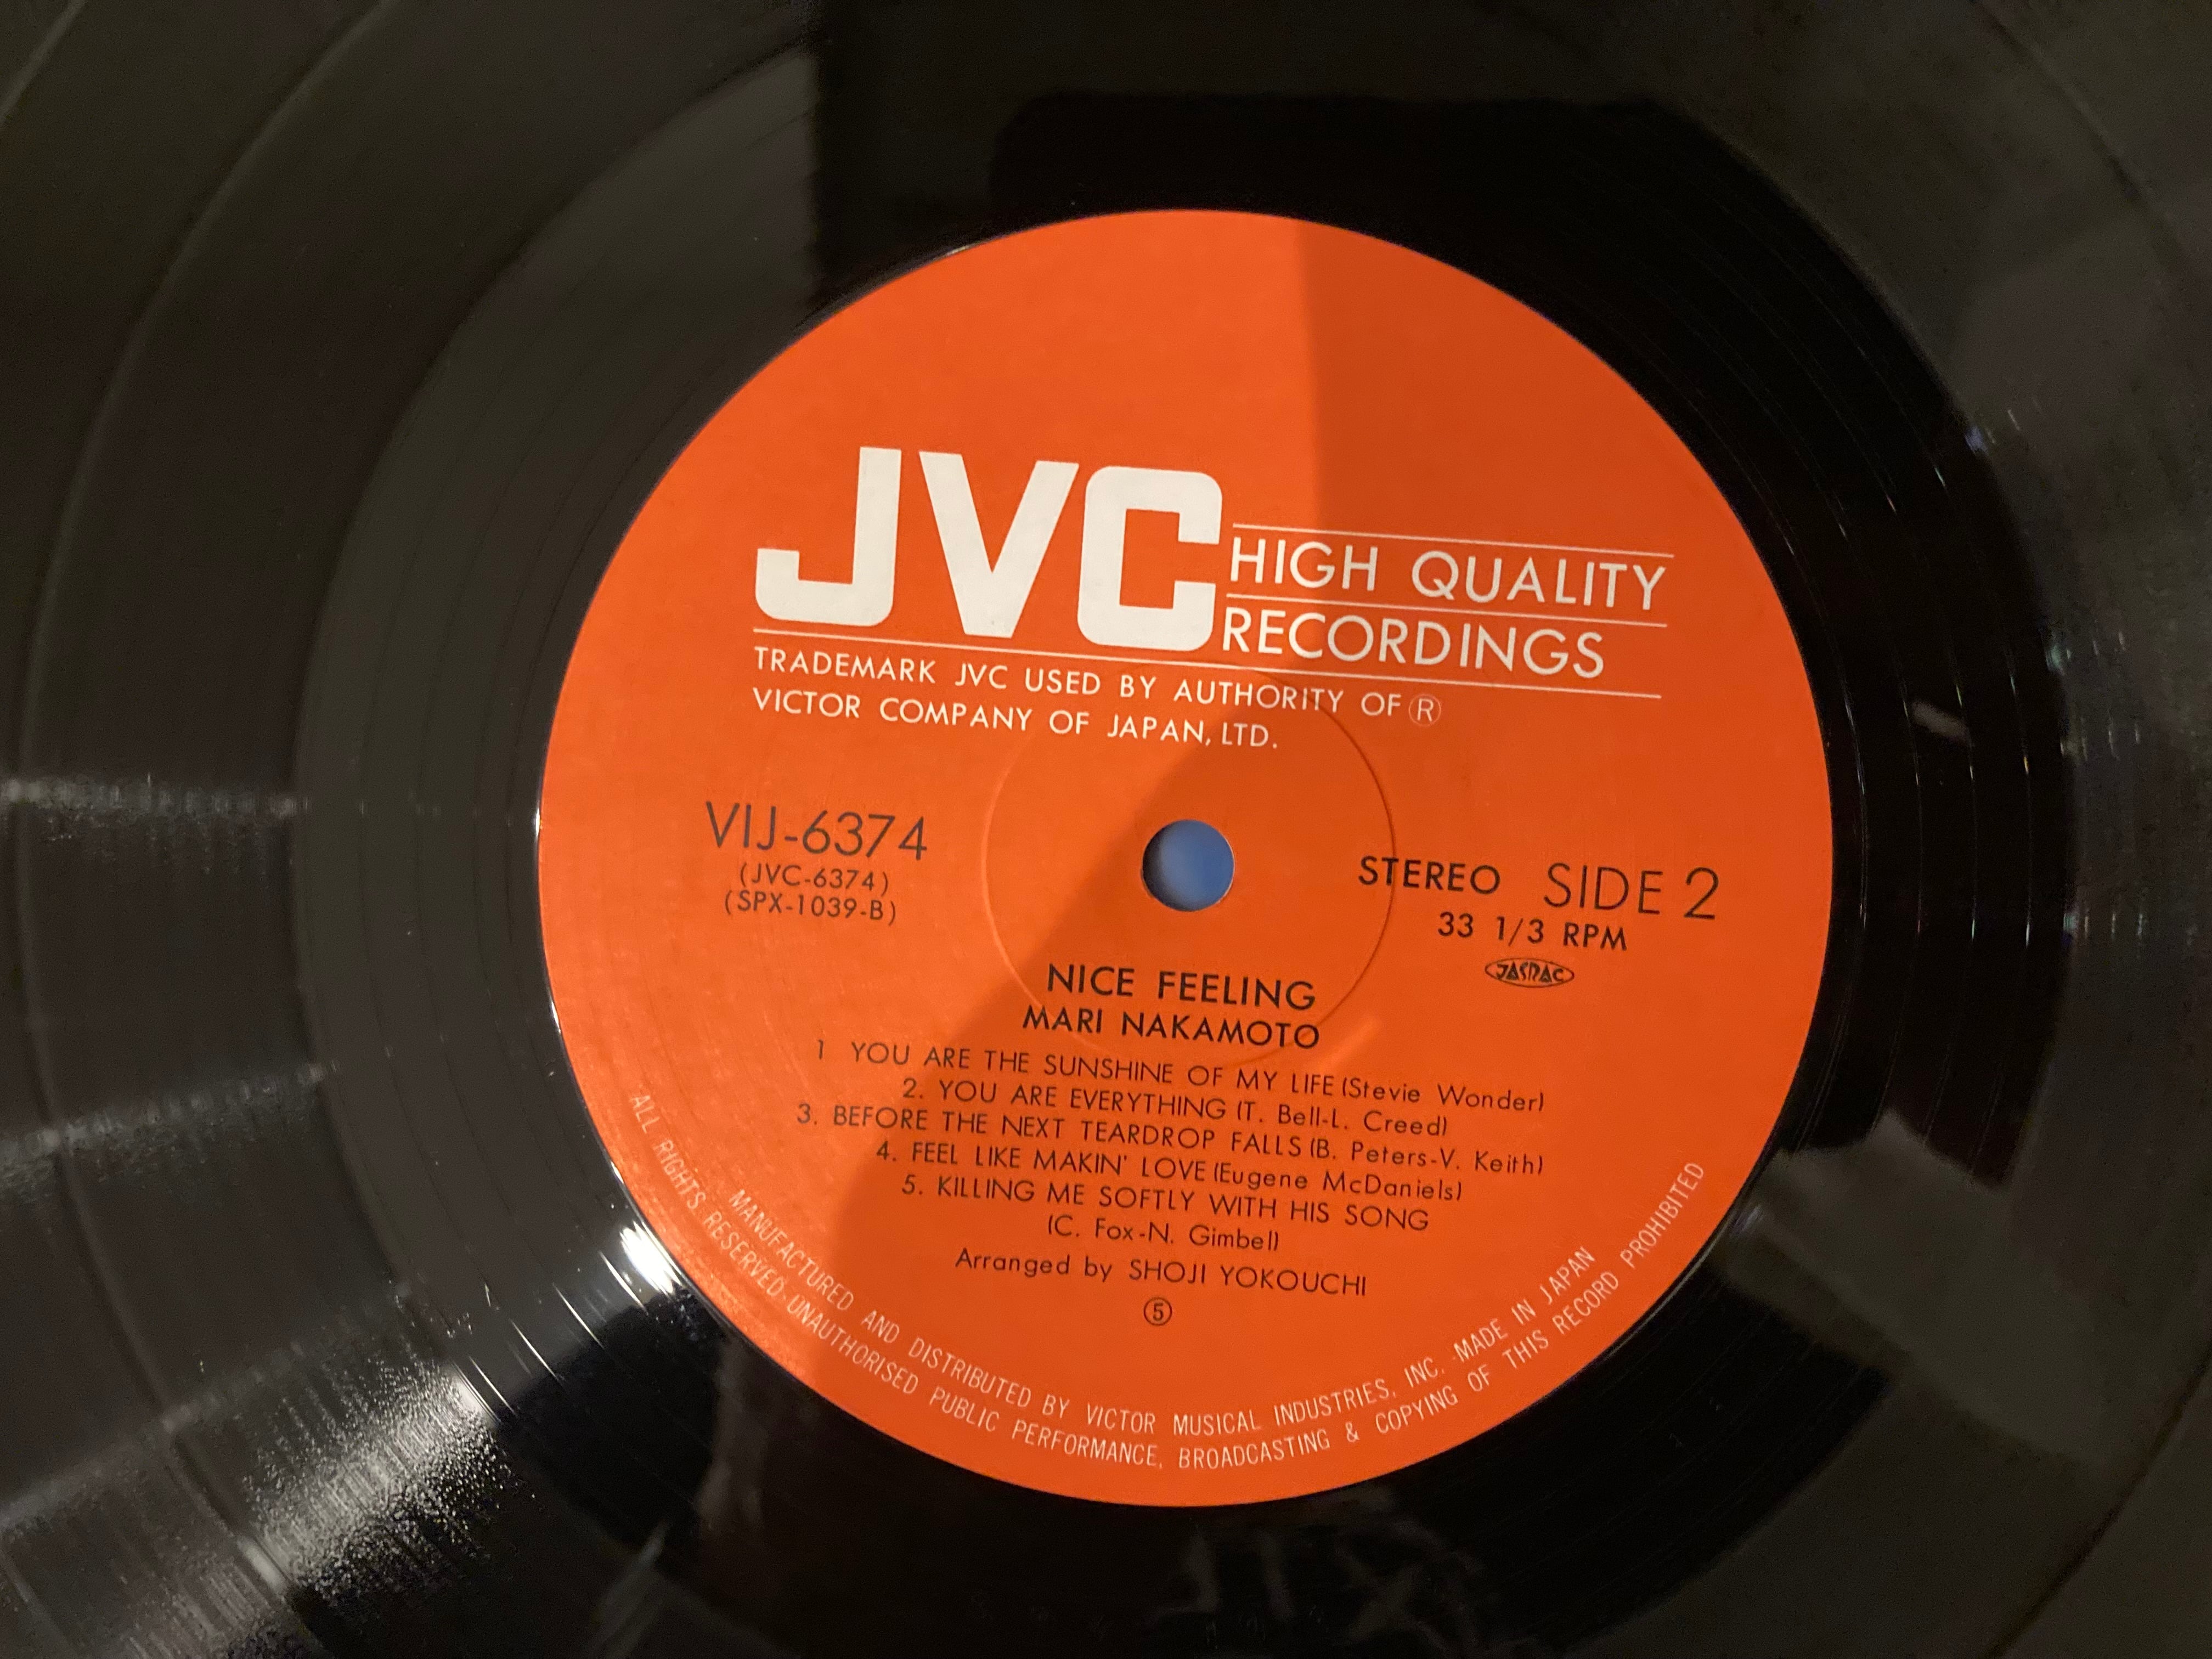 JVC HIGH QUALITY
RECORDINGS
TRADEMARK JVC USED BY AUTHORITY OF ®
VICTOR COMPANY OF JAPAN, LTD.
VIJ-6374
(JVC-6374)
(SPX-1039-B)
STEREO SIDE 2
33 1/3 RPM
JASRAC
NICE FEELING
MARI NAKAMOTO
1 YOU ARE THE SUNSHINE OF MY LIFE (Stevie Wonder)
2. YOU ARE EVERYTHING (T. Bell-L. Creed)
3. BEFORE THE NEXT TEARDROP FALLS (B. Peters-V. Keith)
4. FEEL LIKE MAKIN' LOVE (Eugene McDaniels)
5. KILLING ME SOFTLY WITH HIS SONG
(C. Fox-N. Gimbel)
Arranged by SHOJI YOKOUCHI
⑤
MANUFACTURED AND DISTRIBUTED BY VICTOR MUSICAL INDUSTRIES, INC. MADE IN JAPAN
ALL RIGHTS RESERVED. UNAUTHORISED PUBLIC PERFORMANCE, BROADCASTING & COPYING OF THIS RECORD PROHIBITED